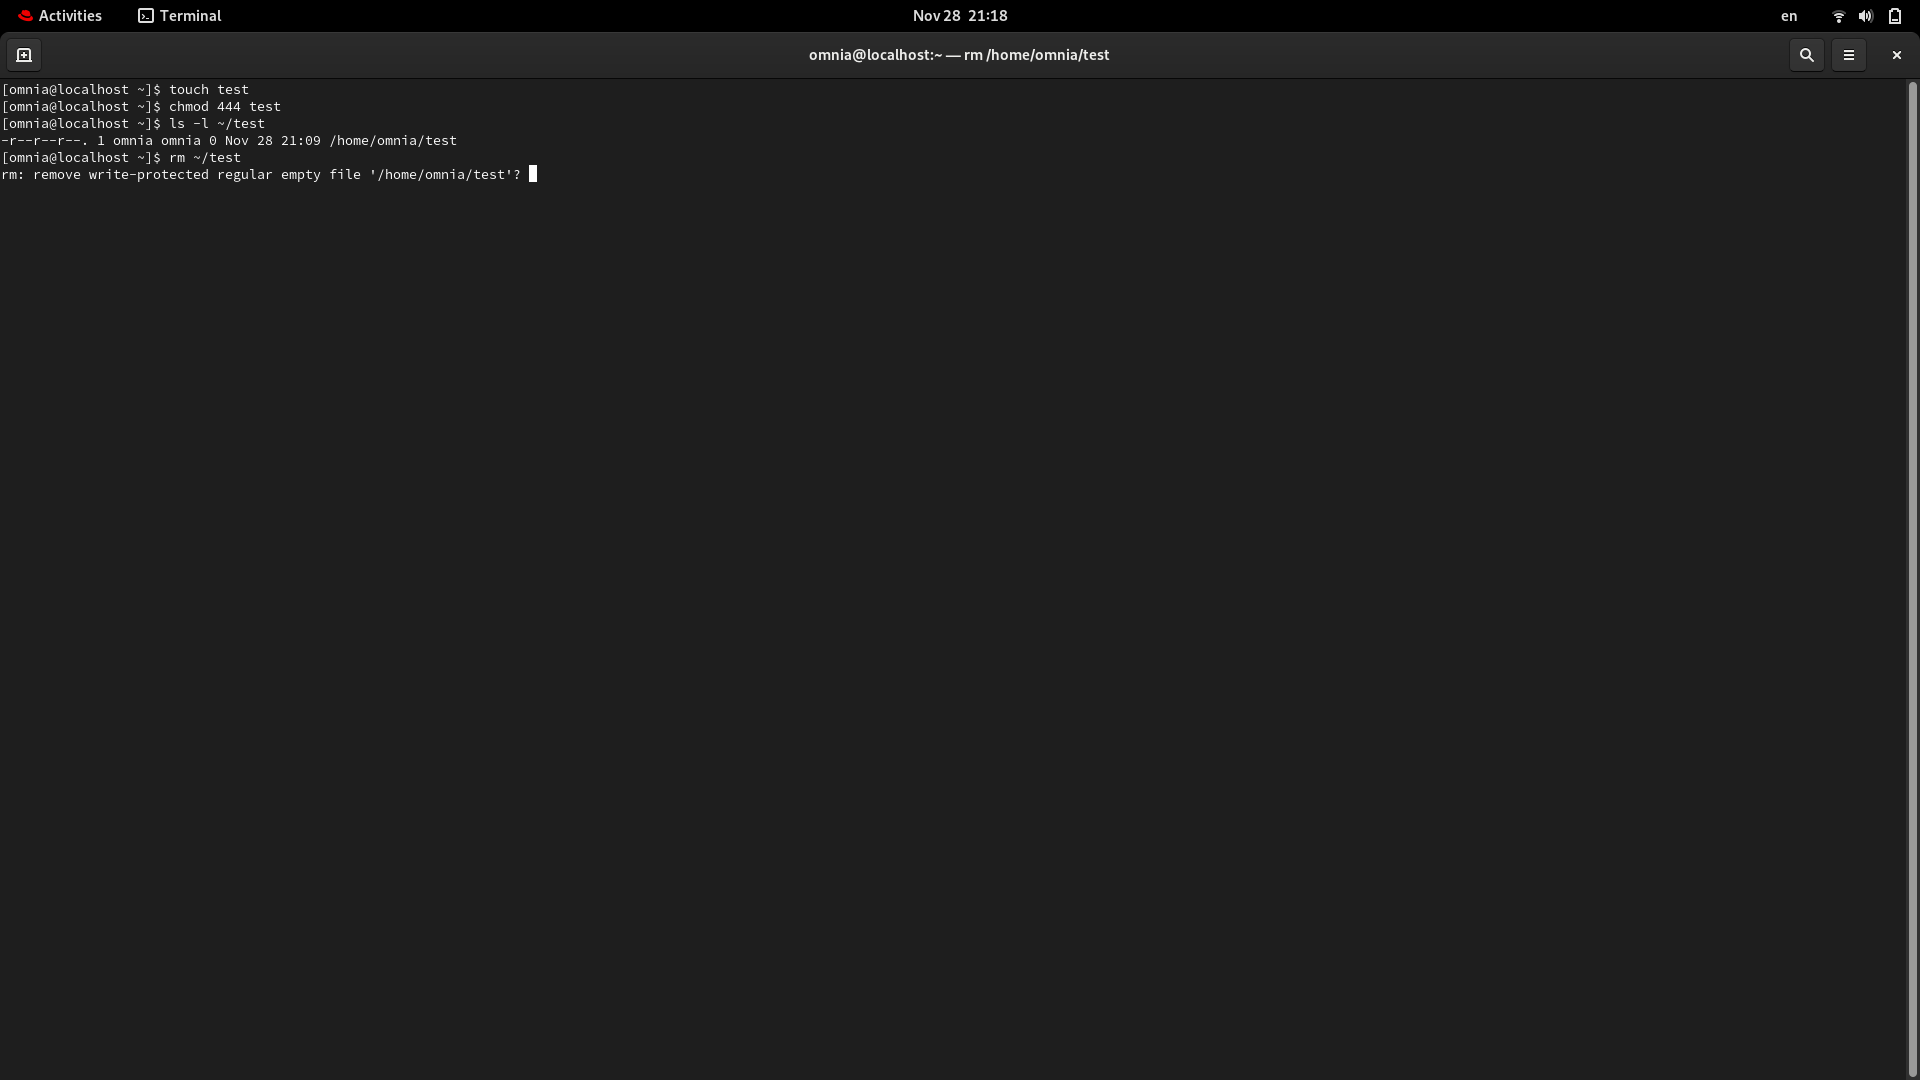 Activities Terminal Nov 28 21:18 en
omnia@localhost:~ — rm /home/omnia/test
[omnia@localhost ~]$ touch test
[omnia@localhost ~]$ chmod 444 test
[omnia@localhost ~]$ ls -l ~/test
-r--r--r--. 1 omnia omnia 0 Nov 28 21:09 /home/omnia/test
[omnia@localhost ~]$ rm ~/test
rm: remove write-protected regular empty file '/home/omnia/test'?